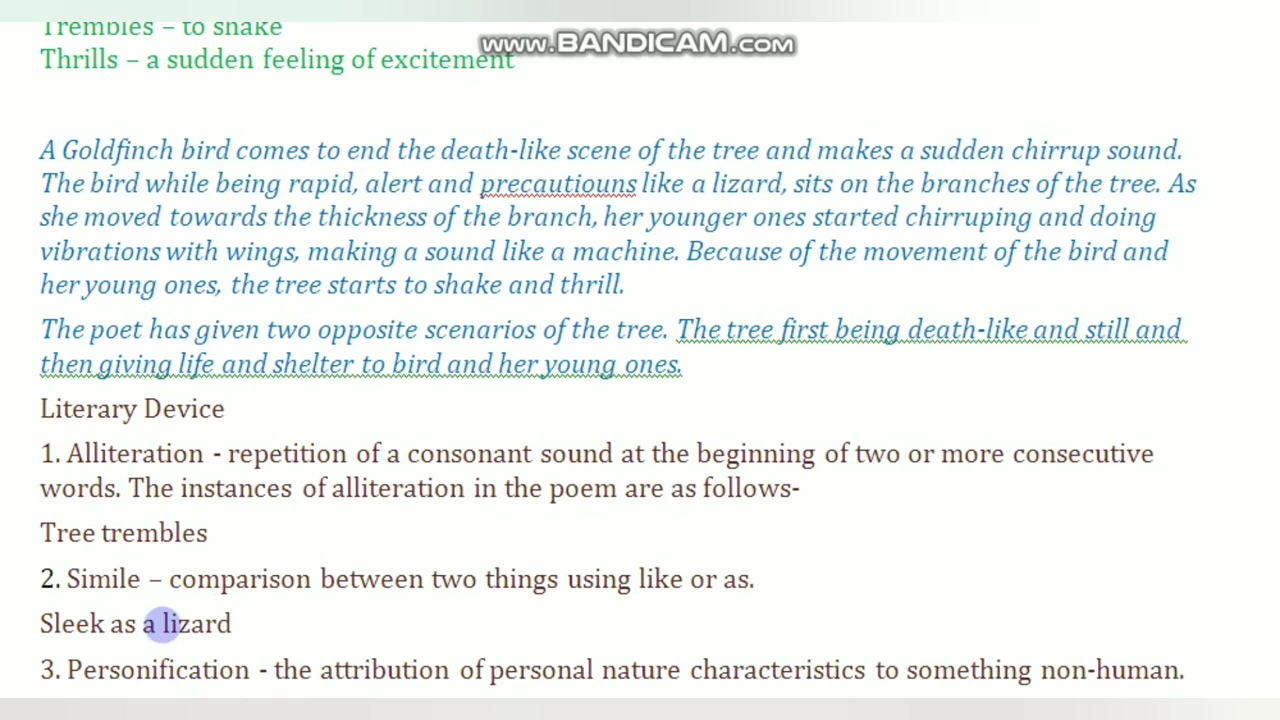 Trembles – to shake
www.BANDICAM.com
Thrills – a sudden feeling of excitement
A Goldfinch bird comes to end the death-like scene of the tree and makes a sudden chirrup sound.
The bird while being rapid, alert and precautiouns like a lizard, sits on the branches of the tree. As
she moved towards the thickness of the branch, her younger ones started chirruping and doing
vibrations with wings, making a sound like a machine. Because of the movement of the bird and
her young ones, the tree starts to shake and thrill.
The poet has given two opposite scenarios of the tree. The tree first being death-like and still and
then giving life and shelter to bird and her young ones.
Literary Device
1. Alliteration - repetition of a consonant sound at the beginning of two or more consecutive
words. The instances of alliteration in the poem are as follows-
Tree trembles
2. Simile – comparison between two things using like or as.
Sleek as a lizard
3. Personification - the attribution of personal nature characteristics to something non-human.